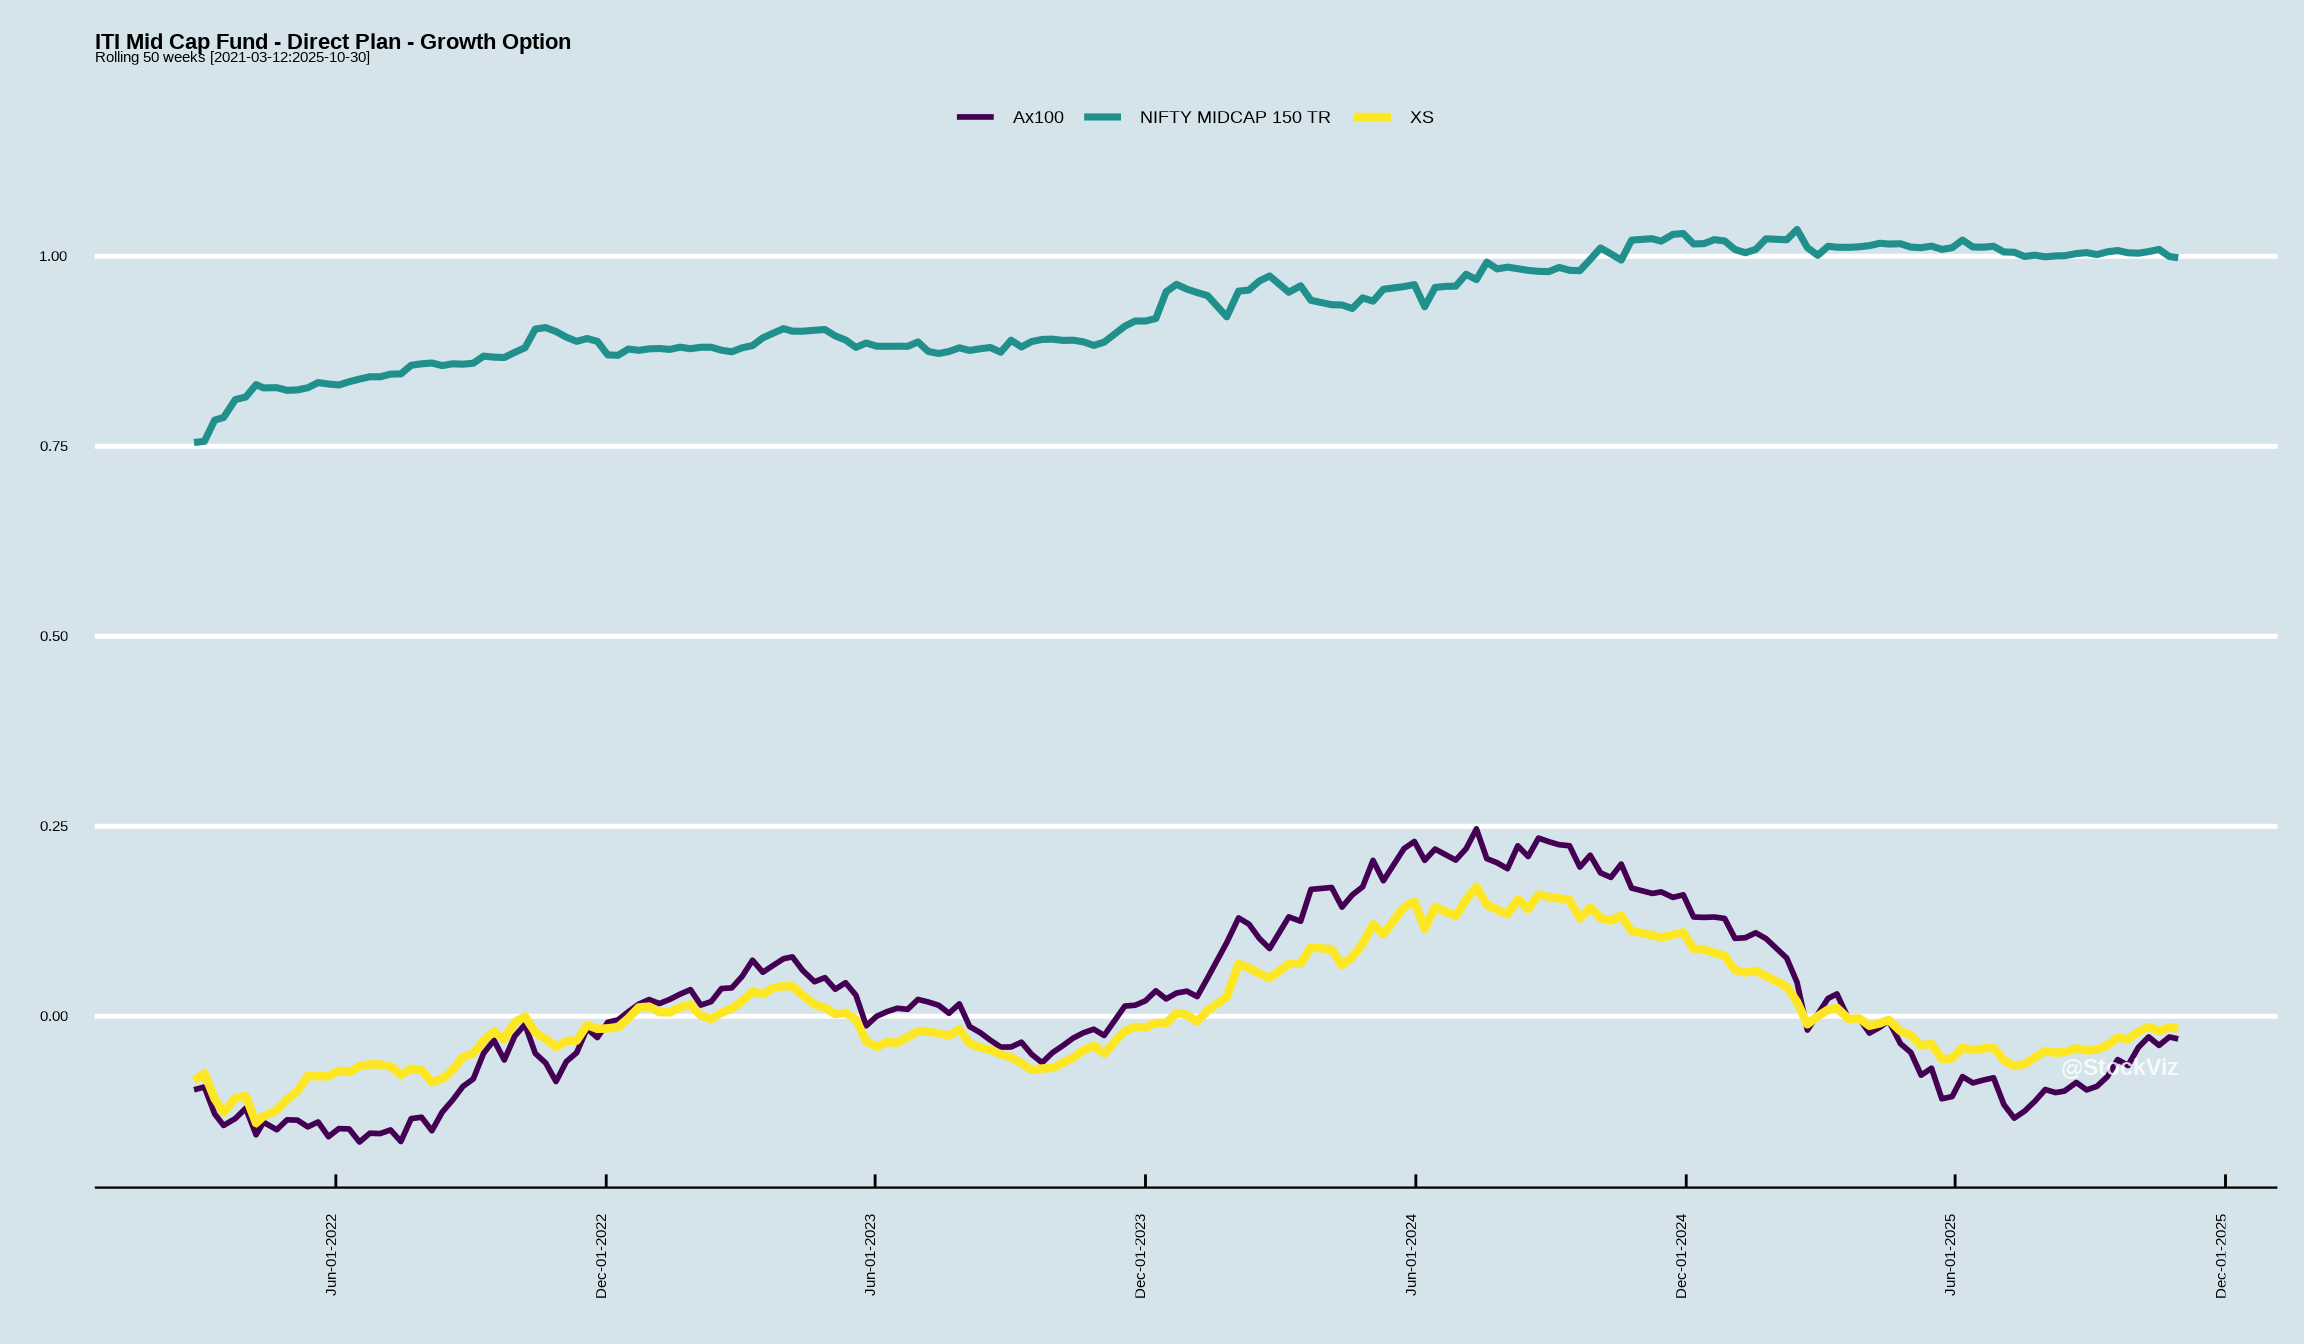 ITI Mid Cap Fund - Direct Plan - Growth Option
Rolling 50 weeks [2021-03-12:2025-10-30]
Ax100 NIFTY MIDCAP 150 TR XS
1.00
0.75
0.50
0.25
0.00
@StockViz
Jun-01-2022 Dec-01-2022 Jun-01-2023 Dec-01-2023 Jun-01-2024 Dec-01-2024 Jun-01-2025 Dec-01-2025